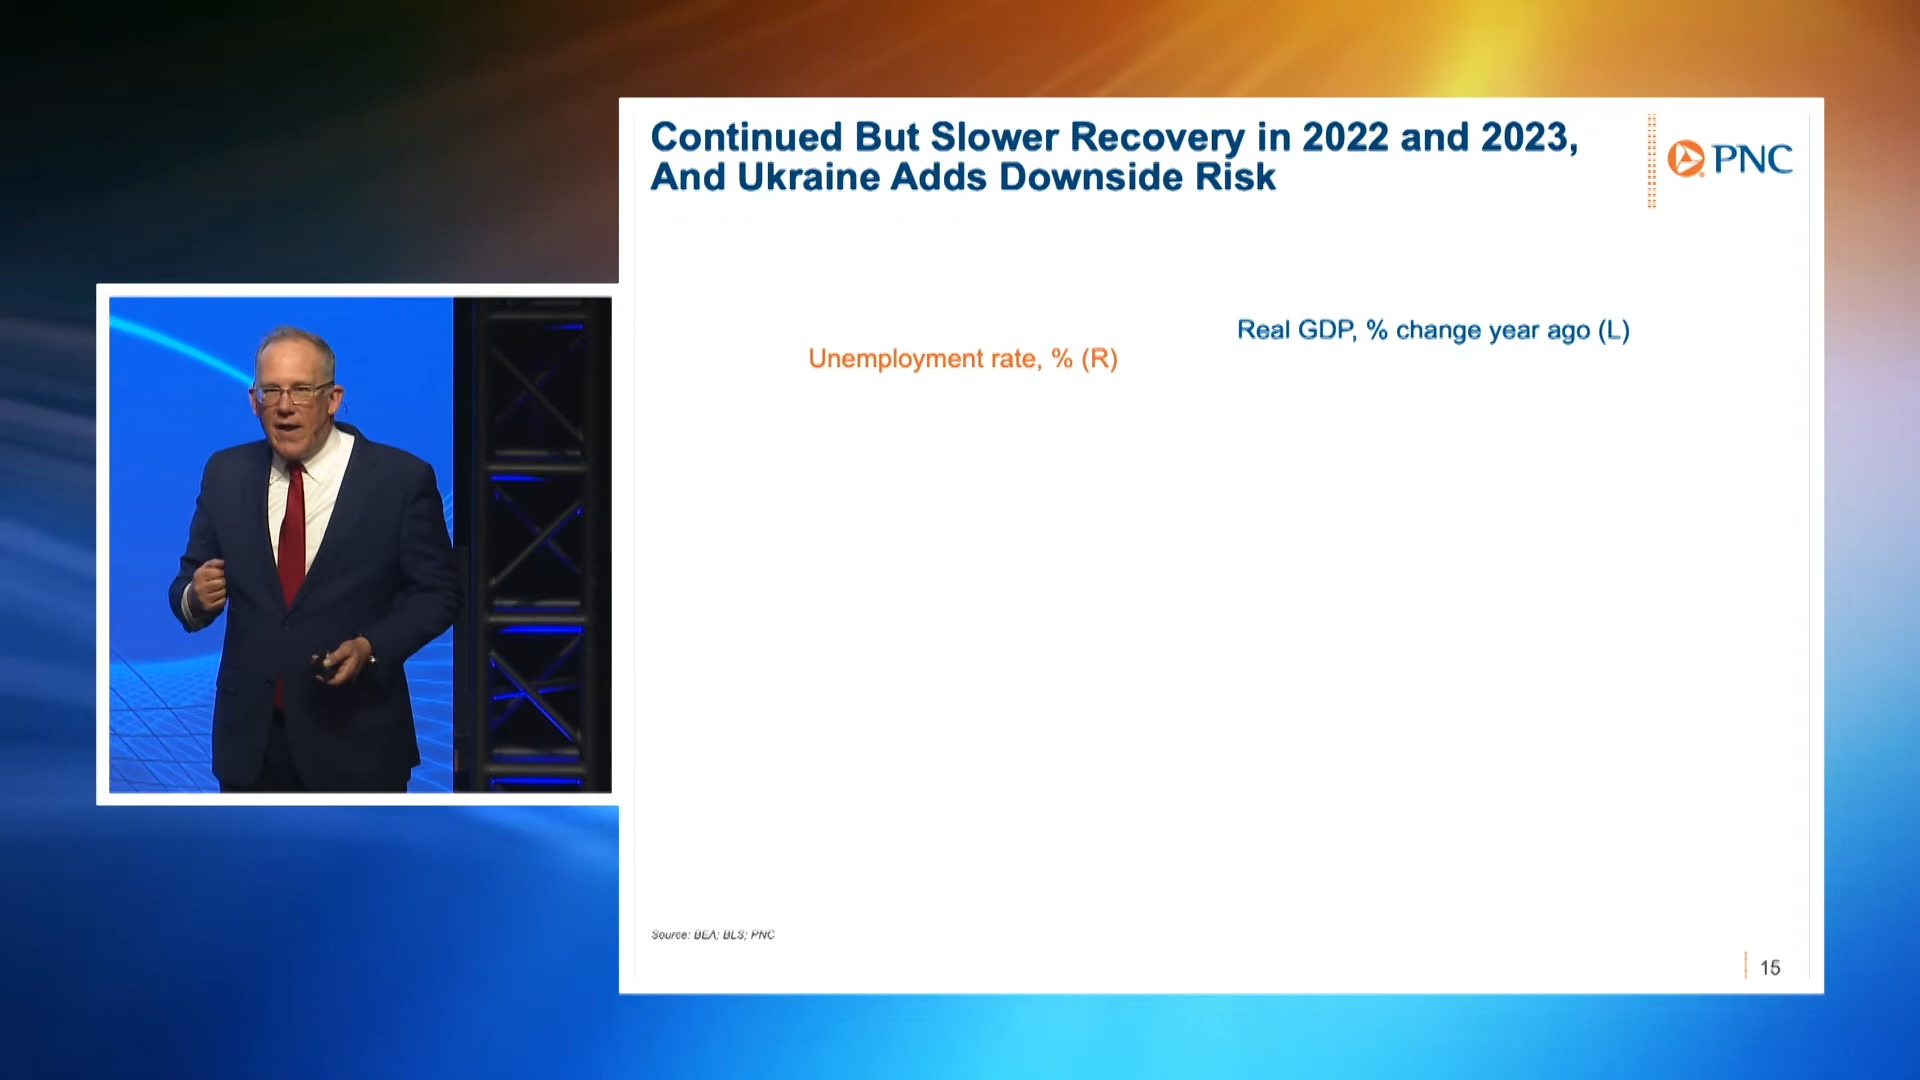 Continued But Slower Recovery in 2022 and 2023,
And Ukraine Adds Downside Risk
PNC
Real GDP, % change year ago (L)
Unemployment rate, % (R)
Source: BEA; BLS; PNC
15